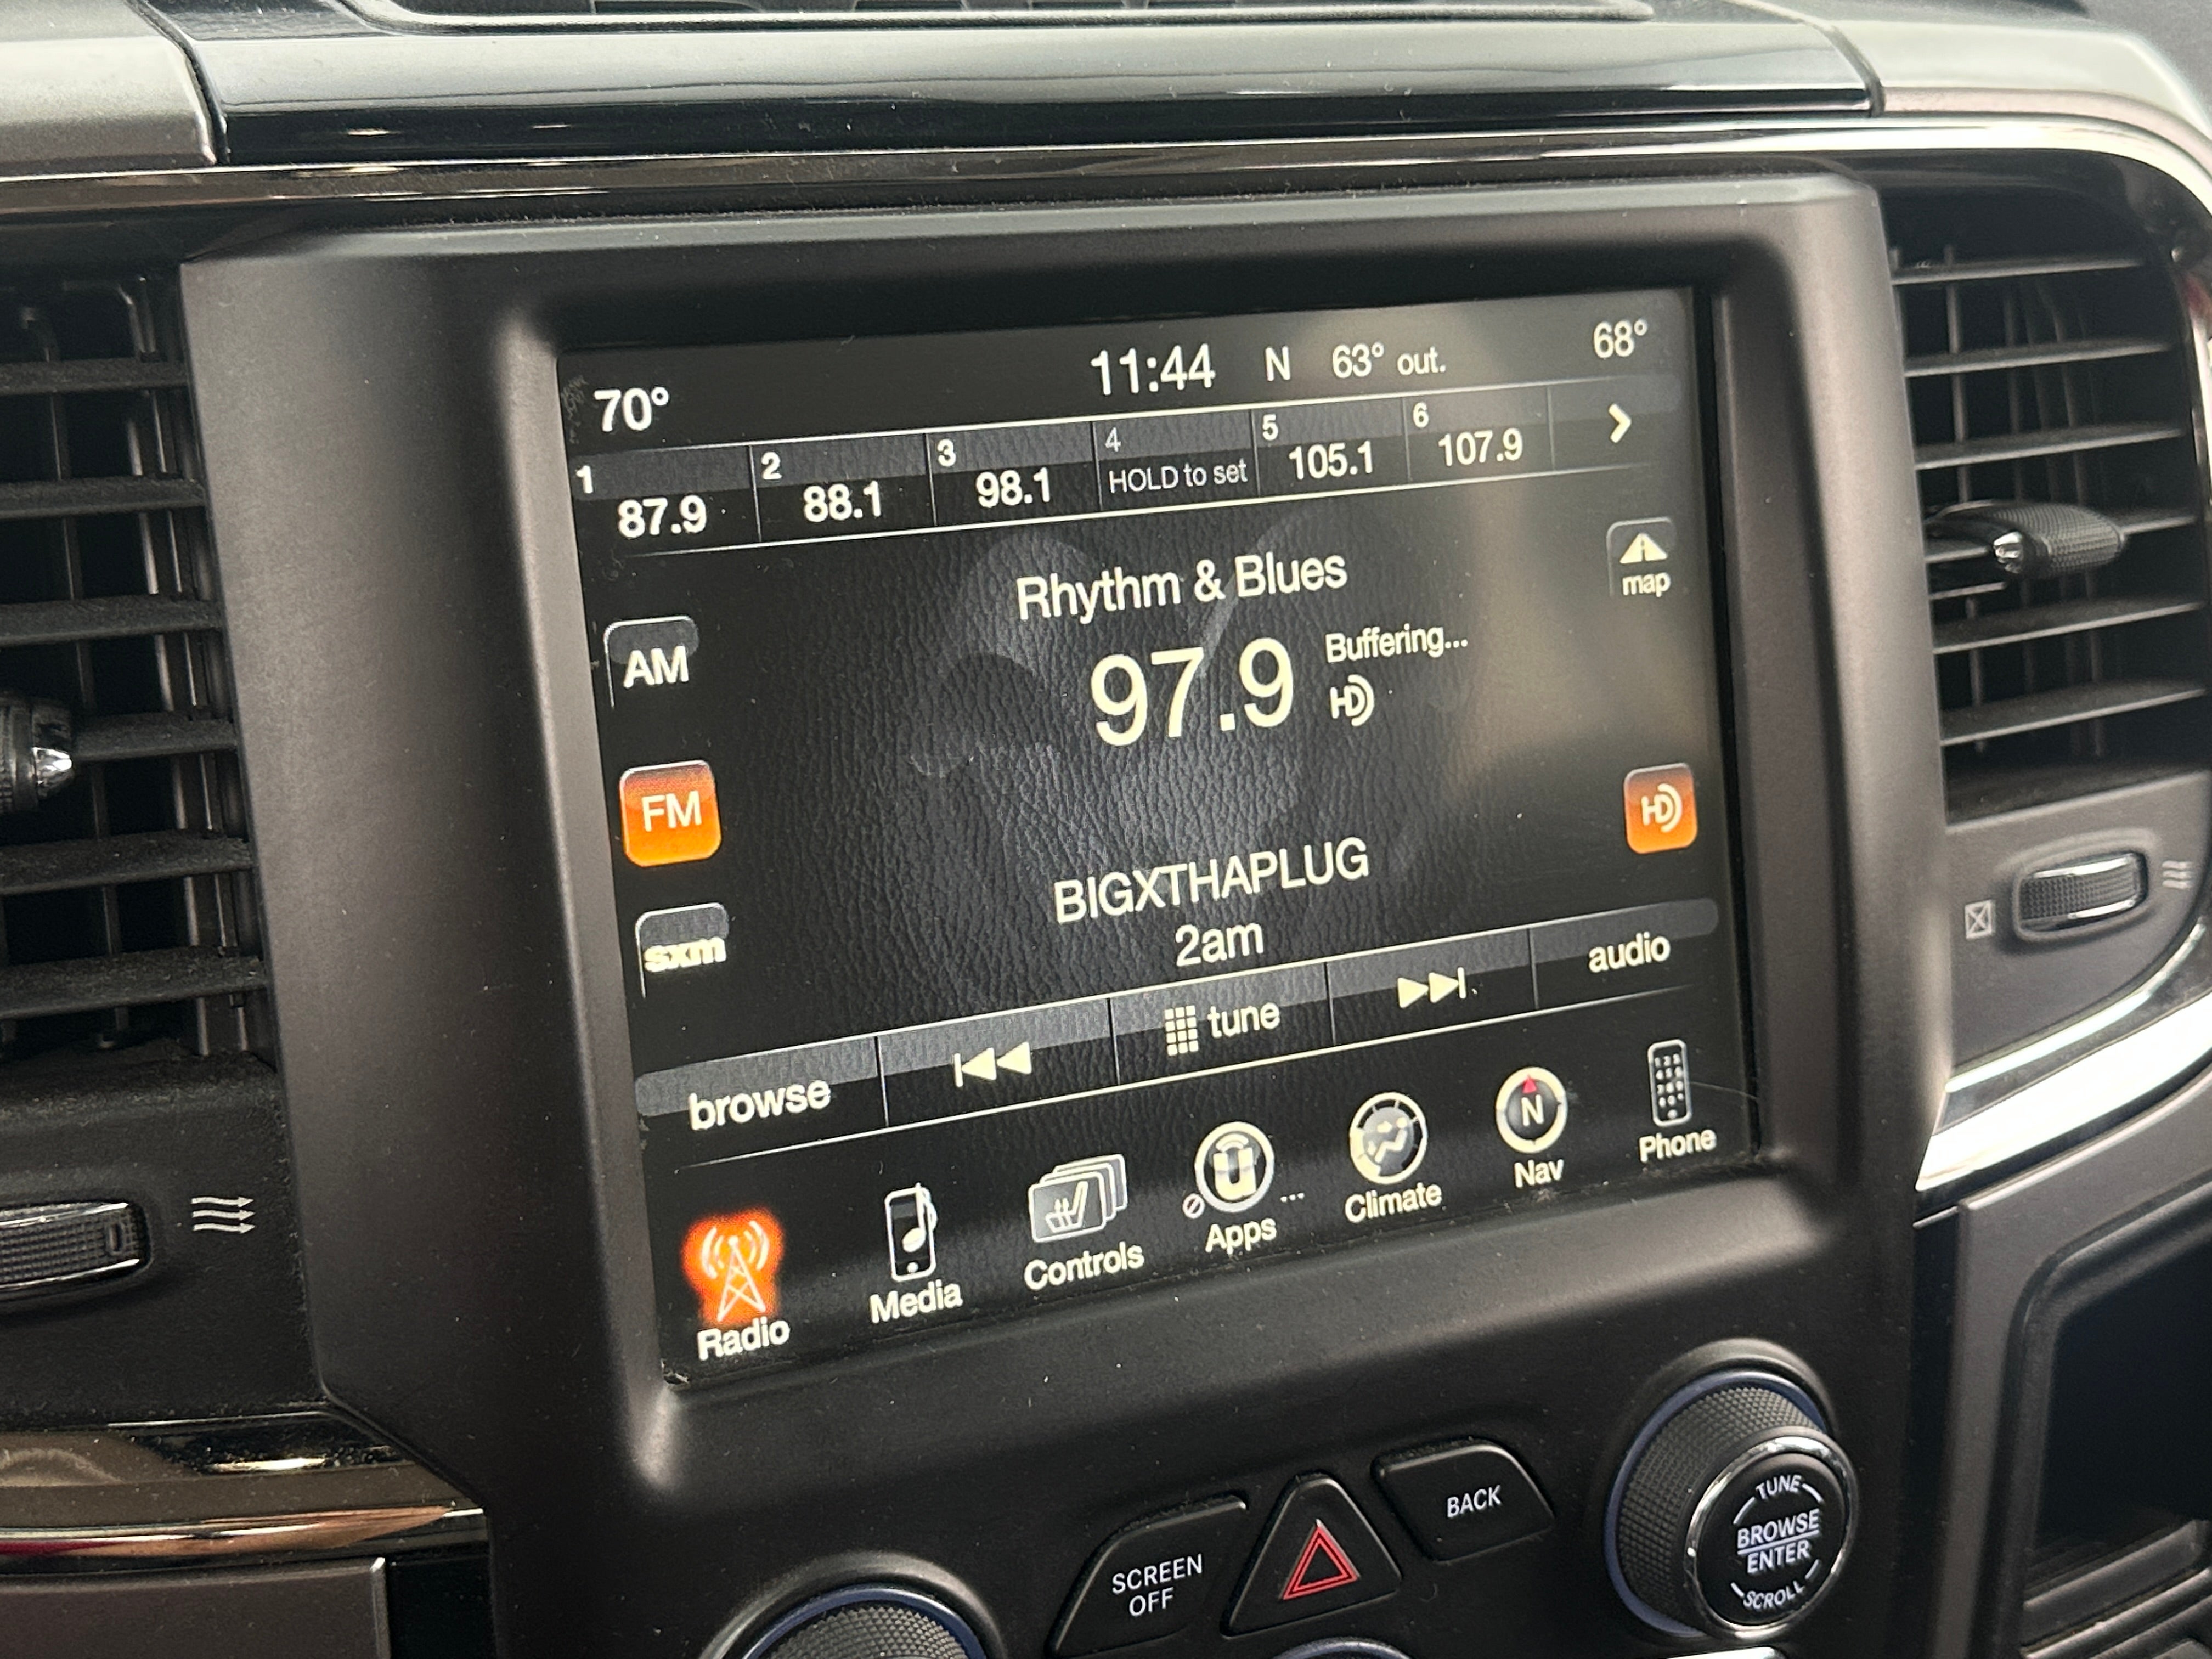 70° 11:44 N 63° out. 68°
1 2 3 4 5 6
87.9 88.1 98.1 HOLD to set 105.1 107.9
map
Rhythm & Blues
AM
97.9 Buffering...
HD
FM
HD
BIGXTHAPLUG
sxm
2am
browse tune audio
Radio Media Controls Apps ... Climate Nav Phone
N
SCREEN
OFF
BACK
TUNE
BROWSE
ENTER
SCROLL